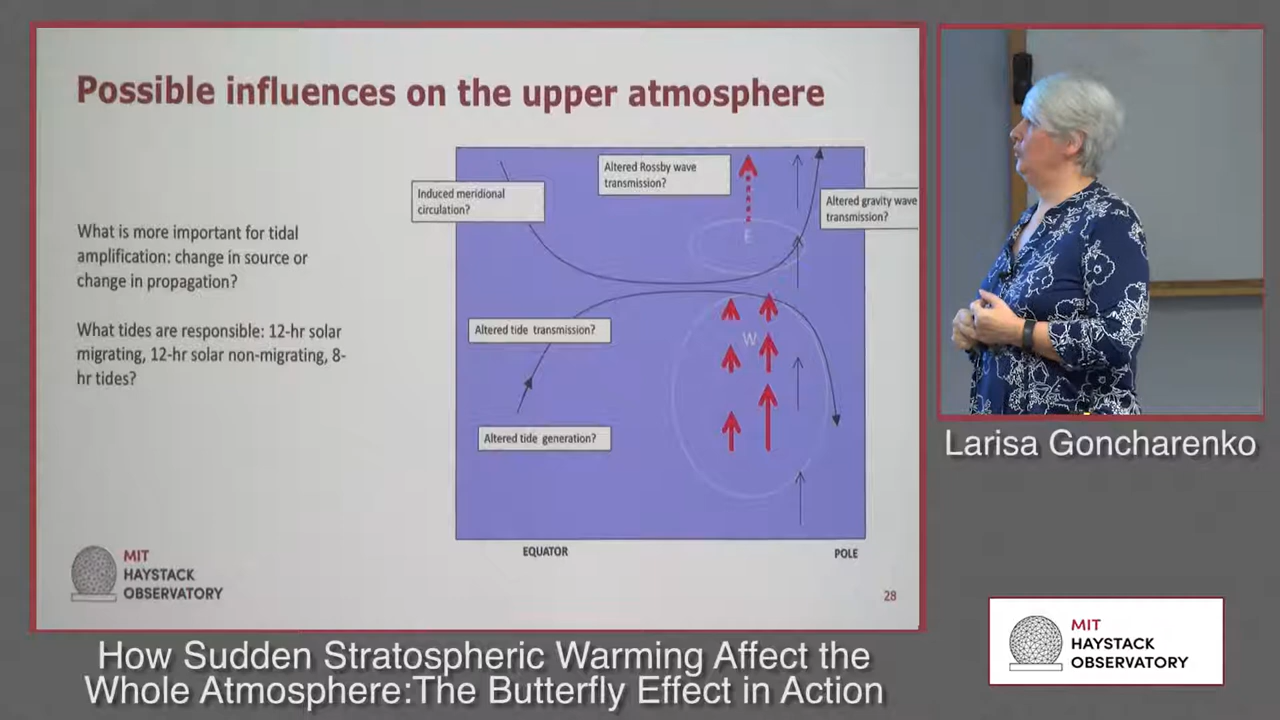 Possible influences on the upper atmosphere
What is more important for tidal
amplification: change in source or
change in propagation?
What tides are responsible: 12-hr solar
migrating, 12-hr solar non-migrating, 8-
hr tides?
Induced meridional
circulation?
Altered Rossby wave
transmission?
Altered gravity wave
transmission?
E
Altered tide transmission?
W
Altered tide generation?
EQUATOR
POLE
MIT
HAYSTACK
OBSERVATORY
28
Larisa Goncharenko
How Sudden Stratospheric Warming Affect the
Whole Atmosphere:The Butterfly Effect in Action
MIT
HAYSTACK
OBSERVATORY